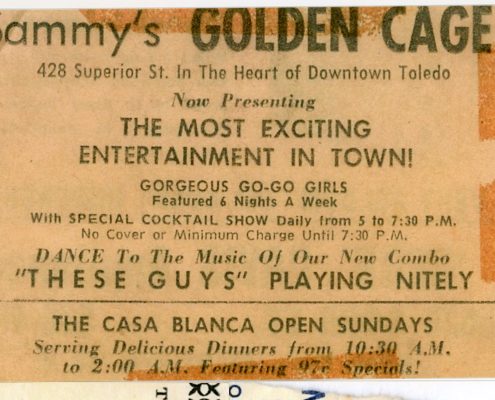 Sammy's GOLDEN CAGE
428 Superior St. In The Heart of Downtown Toledo
Now Presenting
THE MOST EXCITING
ENTERTAINMENT IN TOWN!
GORGEOUS GO-GO GIRLS
Featured 6 Nights A Week
With SPECIAL COCKTAIL SHOW Daily from 5 to 7:30 P.M.
No Cover or Minimum Charge Until 7:30 P.M.
DANCE To The Music Of Our New Combo
"THESE GUYS" PLAYING NITELY
THE CASA BLANCA OPEN SUNDAYS
Serving Delicious Dinners from 10:30 A.M.
to 2:00 A.M. Featuring 97c Specials!